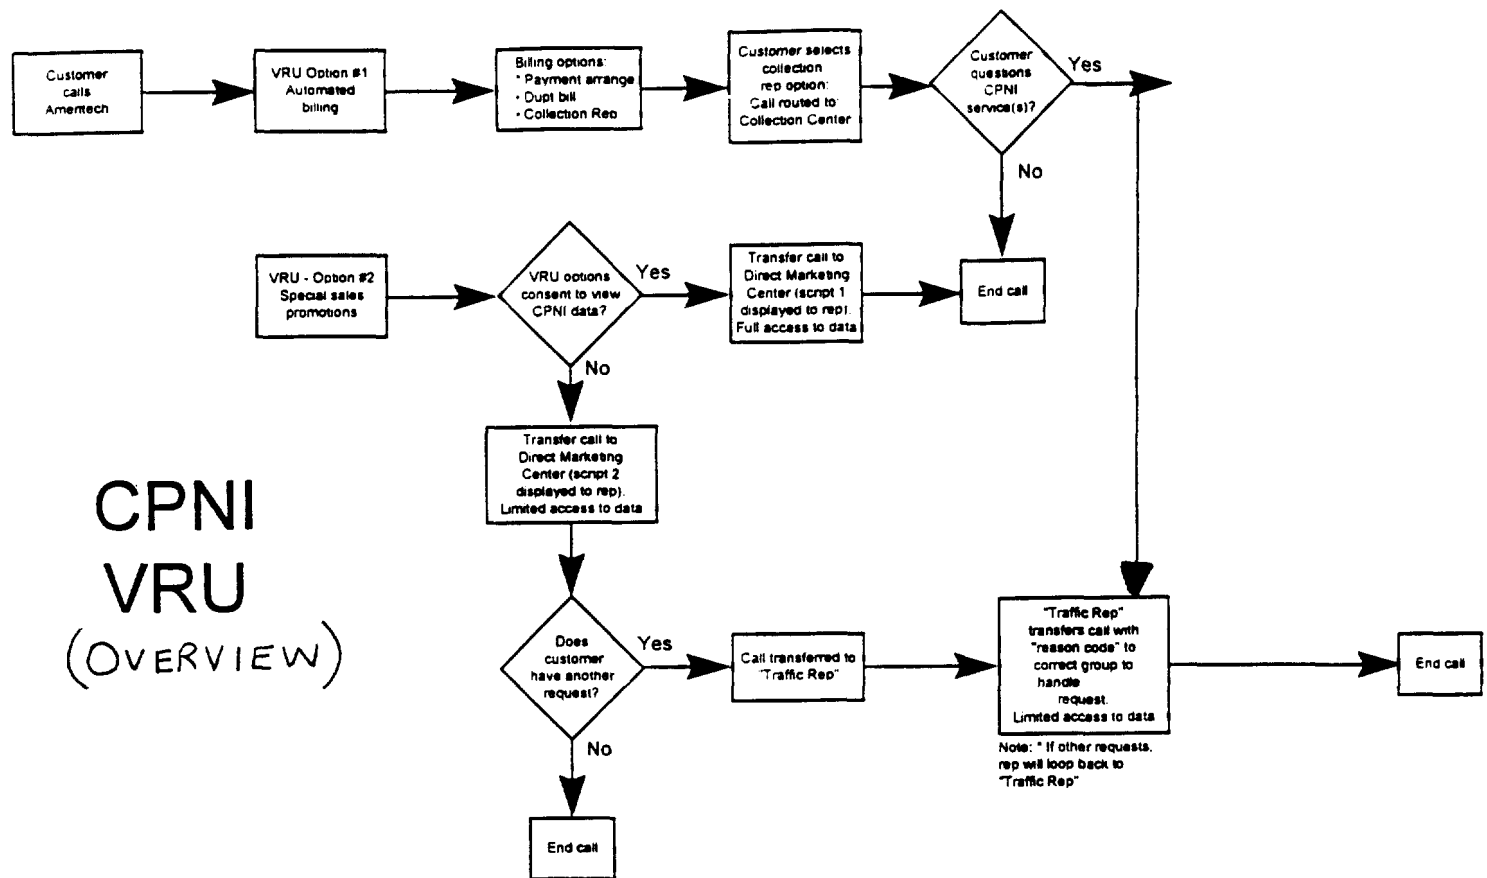 Customer
calls
Ameritech
VRU Option #1
Automated
billing
Billing options:
* Payment arrange
• Dupt bill
• Collection Rep
Customer selects
collection
rep option:
Call routed to:
Collection Center
Customer
questions
CPNI
service(s)?
Yes
No
VRU - Option #2
Special sales
promotions
VRU options
consent to view
CPNI data?
Yes
No
Transfer call to
Direct Marketing
Center (script 1
displayed to rep).
Full access to data
End call
Transfer call to
Direct Marketing
Center (script 2
displayed to rep).
Limited access to data
CPNI
VRU
(OVERVIEW)
Does
customer
have another
request?
Yes
No
Call transferred to
"Traffic Rep"
"Traffic Rep"
transfers call with
"reason code" to
correct group to
handle
request.
Limited access to data
End call
Note: * If other requests,
rep will loop back to
"Traffic Rep"
End call